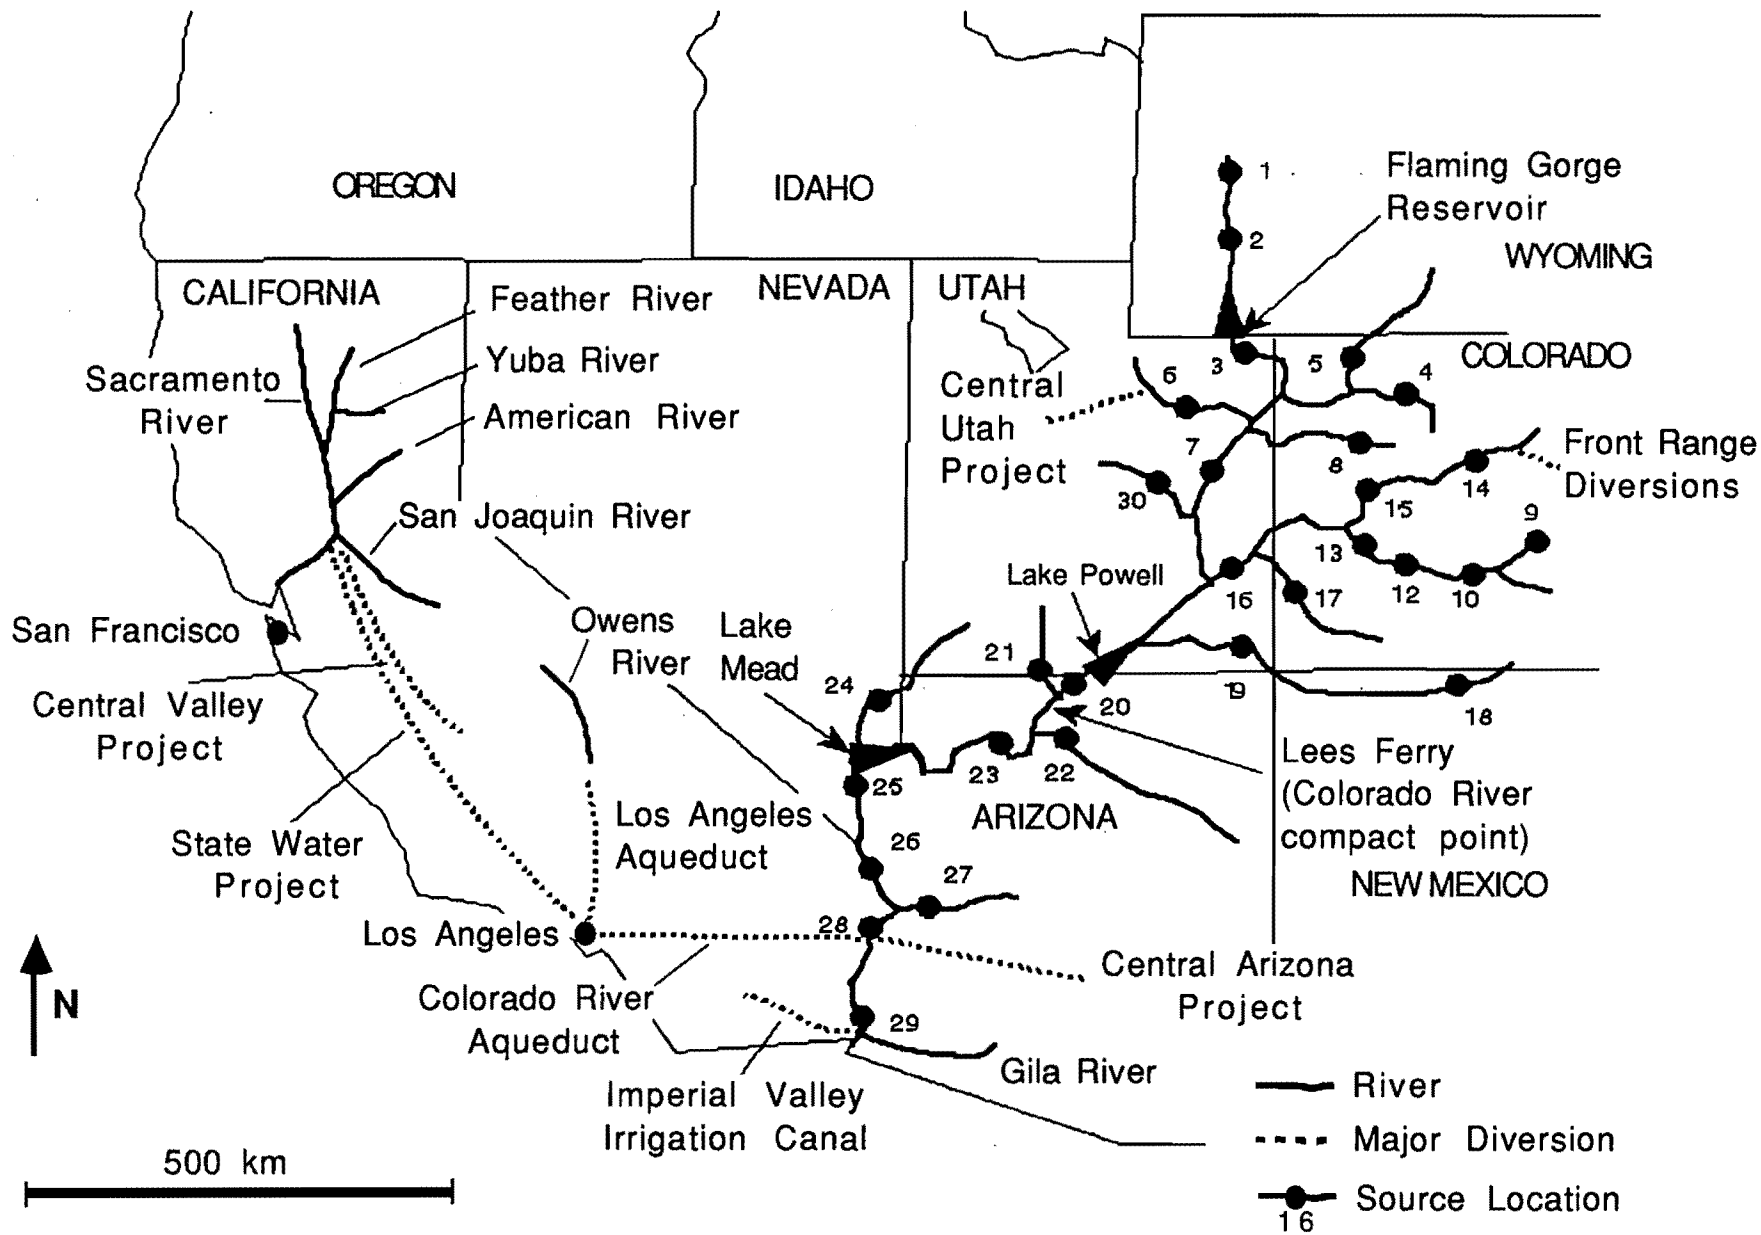 OREGON
IDAHO
1
2
Flaming Gorge
Reservoir
WYOMING
CALIFORNIA
Feather River
NEVADA
UTAH
Yuba River
Sacramento
River
American River
San Joaquin River
COLORADO
3
5
4
6
Central
Utah
Project
7
8
Front Range
Diversions
30
15
14
9
13
12
10
Lake Powell
16
17
San Francisco
Owens
River
Lake
Mead
21
24
19
18
20
Central Valley
Project
Lees Ferry
(Colorado River
compact point)
23
22
25
ARIZONA
State Water
Project
Los Angeles
Aqueduct
26
27
NEW MEXICO
Los Angeles
28
Central Arizona
Project
N
Colorado River
Aqueduct
29
Gila River
Imperial Valley
Irrigation Canal
500 km
River
Major Diversion
Source Location
16